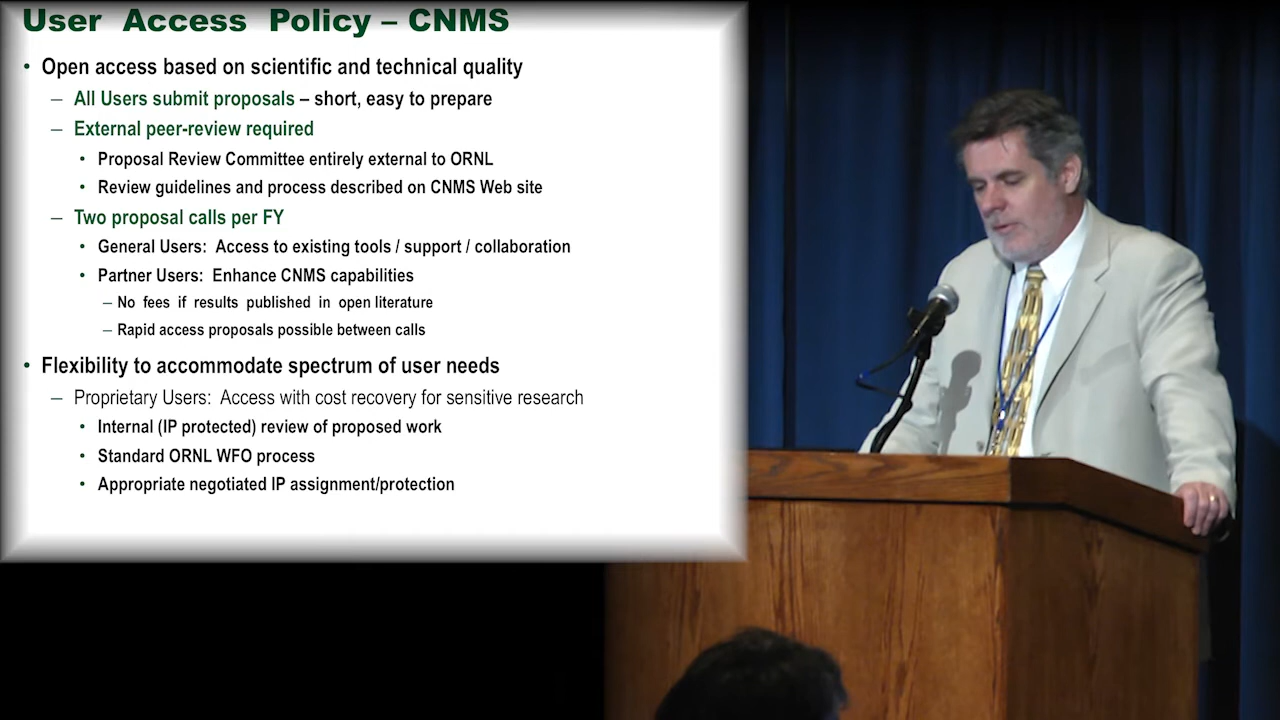 User Access Policy – CNMS
• Open access based on scientific and technical quality
– All Users submit proposals – short, easy to prepare
– External peer-review required
• Proposal Review Committee entirely external to ORNL
• Review guidelines and process described on CNMS Web site
– Two proposal calls per FY
• General Users: Access to existing tools / support / collaboration
• Partner Users: Enhance CNMS capabilities
– No fees if results published in open literature
– Rapid access proposals possible between calls
• Flexibility to accommodate spectrum of user needs
– Proprietary Users: Access with cost recovery for sensitive research
• Internal (IP protected) review of proposed work
• Standard ORNL WFO process
• Appropriate negotiated IP assignment/protection